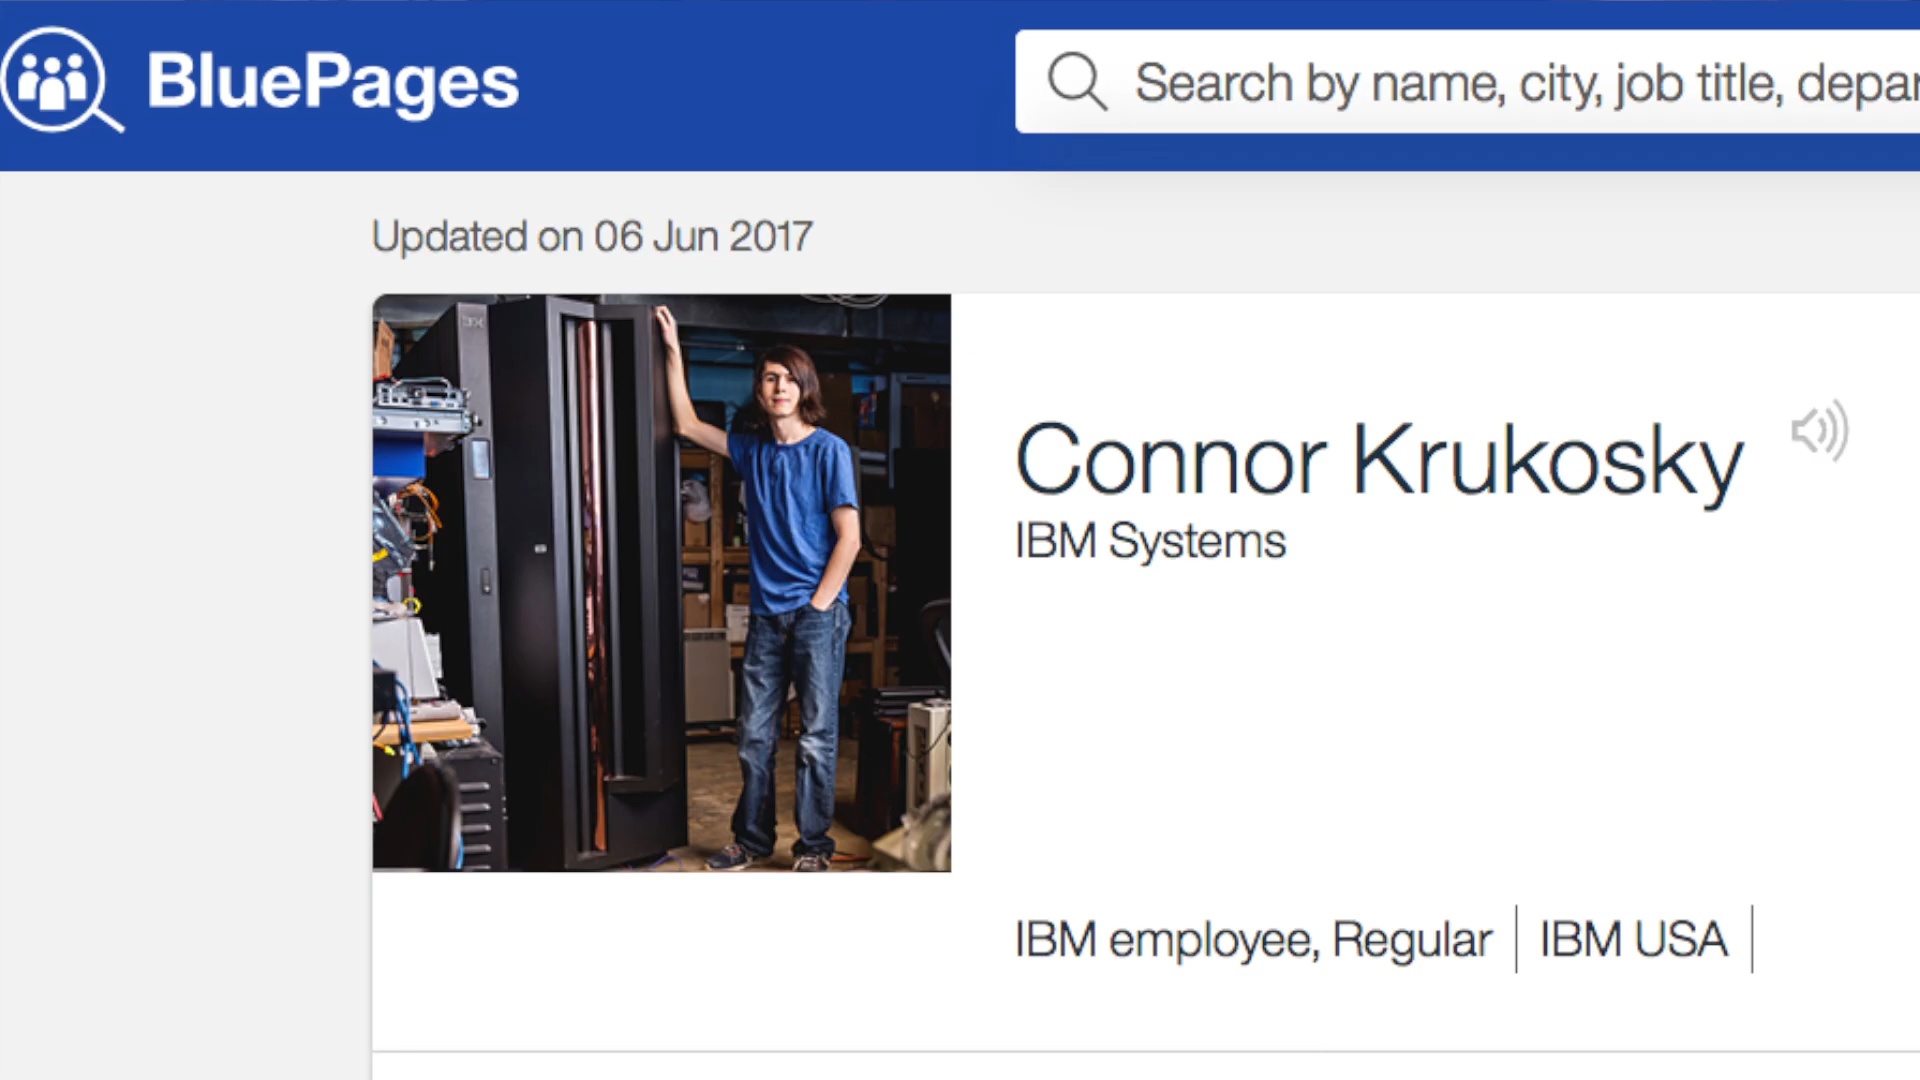 BluePages
Search by name, city, job title, depar
Updated on 06 Jun 2017
IBM
Connor Krukosky
IBM Systems
IBM employee, Regular
IBM USA